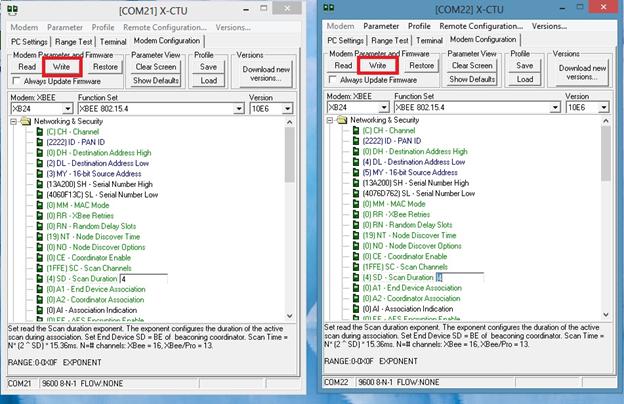 [COM21] X-CTU
Modem Parameter Profile Remote Configuration... Versions...
PC Settings Range Test Terminal Modem Configuration
Modem Parameter and Firmware Parameter View Profile Versions
Read Write Restore Clear Screen Save Download new versions...
Always Update Firmware Show Defaults Load
Modem: XBEE Function Set Version
XB24 XBEE 802.15.4 10E6
Networking & Security
(C) CH - Channel
(2222) ID - PAN ID
(0) DH - Destination Address High
(2) DL - Destination Address Low
(3) MY - 16-bit Source Address
(13A200) SH - Serial Number High
(4060F13C) SL - Serial Number Low
(0) MM - MAC Mode
(0) RR - XBee Retries
(0) RN - Random Delay Slots
(19) NT - Node Discover Time
(0) NO - Node Discover Options
(0) CE - Coordinator Enable
(1FFE) SC - Scan Channels
(4) SD - Scan Duration 4
(0) A1 - End Device Association
(0) A2 - Coordinator Association
(0) AI - Association Indication
(0) EE - AES Encryption Enable
Set read the Scan duration exponent. The exponent configures the duration of the active
scan during association. Set End Device SD = BE of beaconing coordinator. Scan Time =
N* (2 ^ SD) * 15.36ms. N=# channels: XBee = 16, XBee/Pro = 13.
RANGE:0-0X0F EXPONENT
COM21 9600 8-N-1 FLOW:NONE
[COM22] X-CTU
Modem Parameter Profile Remote Configuration... Versions...
PC Settings Range Test Terminal Modem Configuration
Modem Parameter and Firmware Parameter View Profile Versions
Read Write Restore Clear Screen Save Download new versions...
Always Update Firmware Show Defaults Load
Modem: XBEE Function Set Version
XB24 XBEE 802.15.4 10E6
Networking & Security
(C) CH - Channel
(2222) ID - PAN ID
(0) DH - Destination Address High
(4) DL - Destination Address Low
(5) MY - 16-bit Source Address
(13A200) SH - Serial Number High
(4076D762) SL - Serial Number Low
(0) MM - MAC Mode
(0) RR - XBee Retries
(0) RN - Random Delay Slots
(19) NT - Node Discover Time
(0) NO - Node Discover Options
(0) CE - Coordinator Enable
(1FFE) SC - Scan Channels
(4) SD - Scan Duration 4
(0) A1 - End Device Association
(0) A2 - Coordinator Association
(0) AI - Association Indication
(0) EE - AES Encryption Enable
Set read the Scan duration exponent. The exponent configures the duration of the active
scan during association. Set End Device SD = BE of beaconing coordinator. Scan Time =
N* (2 ^ SD) * 15.36ms. N=# channels: XBee = 16, XBee/Pro = 13.
RANGE:0-0X0F EXPONENT
COM22 9600 8-N-1 FLOW:NONE